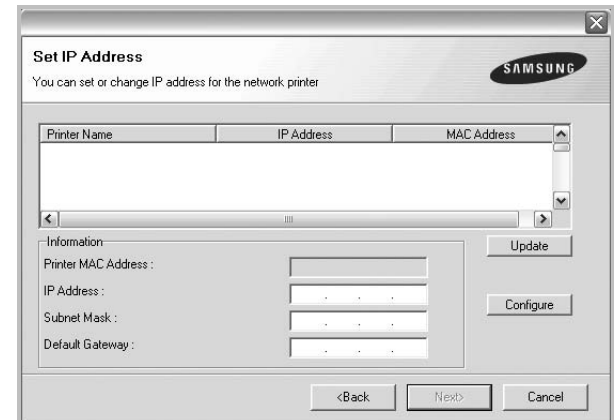 Set IP Address
You can set or change IP address for the network printer
SAMSUNG
Printer Name IP Address MAC Address
Information
Update
Printer MAC Address :
IP Address :
Configure
Subnet Mask :
Default Gateway :
<Back Next> Cancel